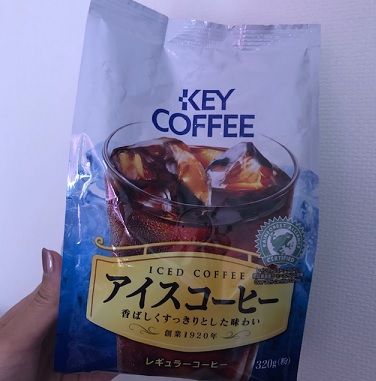 KEY
COFFEE
CERTIFIED
ICED COFFEE
アイスコーヒー
香ばしくすっきりとした味わい
創業1920年
レギュラーコーヒー
320g(粉)